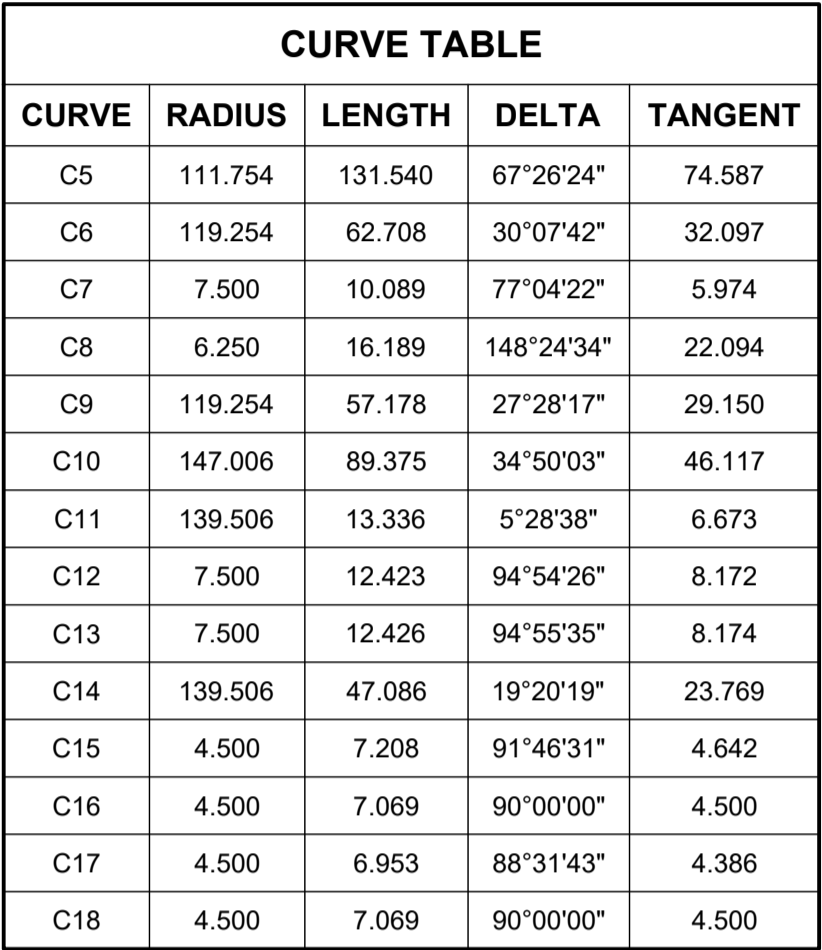 CURVE TABLE
CURVE RADIUS LENGTH DELTA TANGENT
C5 111.754 131.540 67°26'24" 74.587
C6 119.254 62.708 30°07'42" 32.097
C7 7.500 10.089 77°04'22" 5.974
C8 6.250 16.189 148°24'34" 22.094
C9 119.254 57.178 27°28'17" 29.150
C10 147.006 89.375 34°50'03" 46.117
C11 139.506 13.336 5°28'38" 6.673
C12 7.500 12.423 94°54'26" 8.172
C13 7.500 12.426 94°55'35" 8.174
C14 139.506 47.086 19°20'19" 23.769
C15 4.500 7.208 91°46'31" 4.642
C16 4.500 7.069 90°00'00" 4.500
C17 4.500 6.953 88°31'43" 4.386
C18 4.500 7.069 90°00'00" 4.500